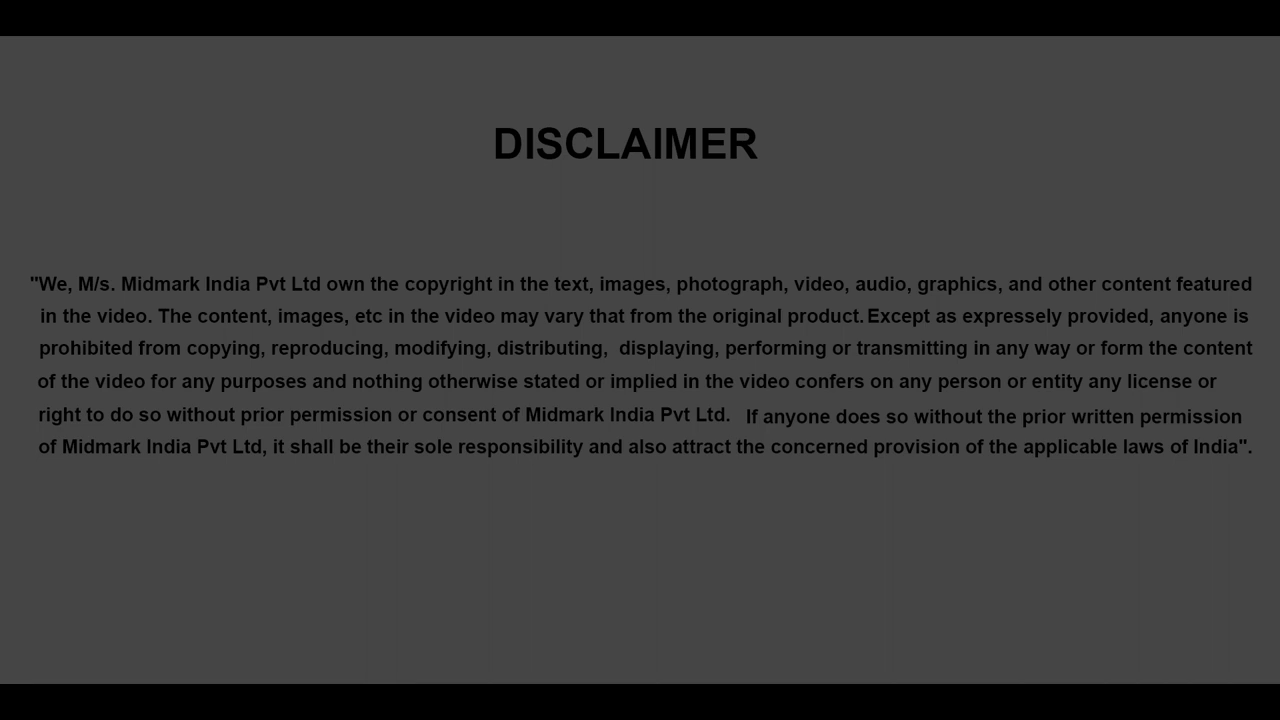 DISCLAIMER
"We, M/s. Midmark India Pvt Ltd own the copyright in the text, images, photograph, video, audio, graphics, and other content featured
in the video. The content, images, etc in the video may vary that from the original product. Except as expressely provided, anyone is
prohibited from copying, reproducing, modifying, distributing, displaying, performing or transmitting in any way or form the content
of the video for any purposes and nothing otherwise stated or implied in the video confers on any person or entity any license or
right to do so without prior permission or consent of Midmark India Pvt Ltd. If anyone does so without the prior written permission
of Midmark India Pvt Ltd, it shall be their sole responsibility and also attract the concerned provision of the applicable laws of India".